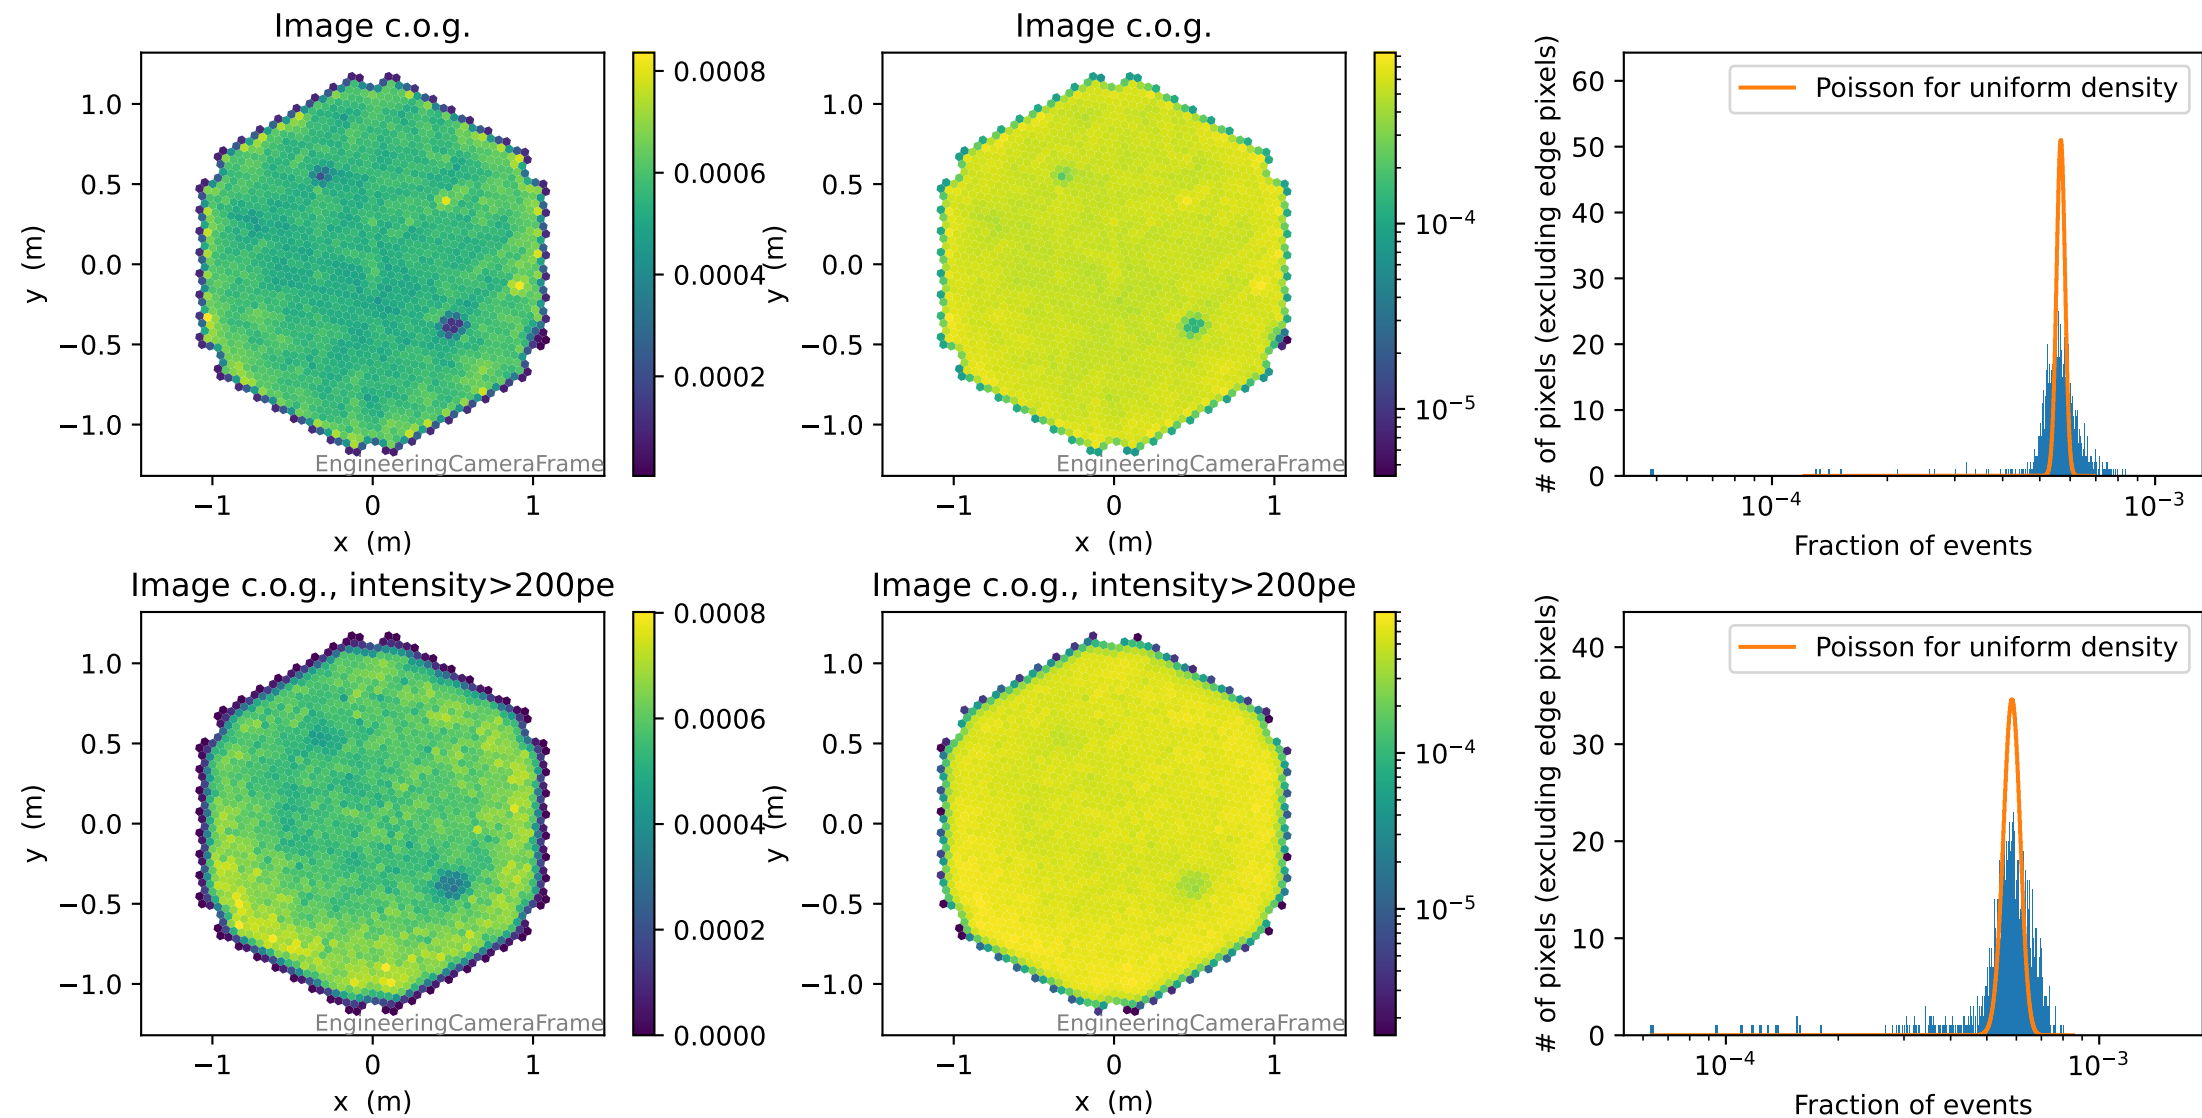 Image c.o.g.
1.0
0.5
0.0
−0.5
−1.0
y (m)
−1
0
1
x (m)
EngineeringCameraFrame
0.0008
0.0006
0.0004
0.0002
Image c.o.g.
1.0
0.5
0.0
−0.5
−1.0
y (m)
−1
0
1
x (m)
EngineeringCameraFrame
10⁻⁴
10⁻⁵
Poisson for uniform density
# of pixels (excluding edge pixels)
60
50
40
30
20
10
0
10⁻⁴
10⁻³
Fraction of events
Image c.o.g., intensity>200pe
1.0
0.5
0.0
−0.5
−1.0
y (m)
−1
0
1
x (m)
EngineeringCameraFrame
0.0008
0.0006
0.0004
0.0002
0.0000
Image c.o.g., intensity>200pe
1.0
0.5
0.0
−0.5
−1.0
y (m)
−1
0
1
x (m)
EngineeringCameraFrame
10⁻⁴
10⁻⁵
Poisson for uniform density
# of pixels (excluding edge pixels)
40
30
20
10
0
10⁻⁴
10⁻³
Fraction of events